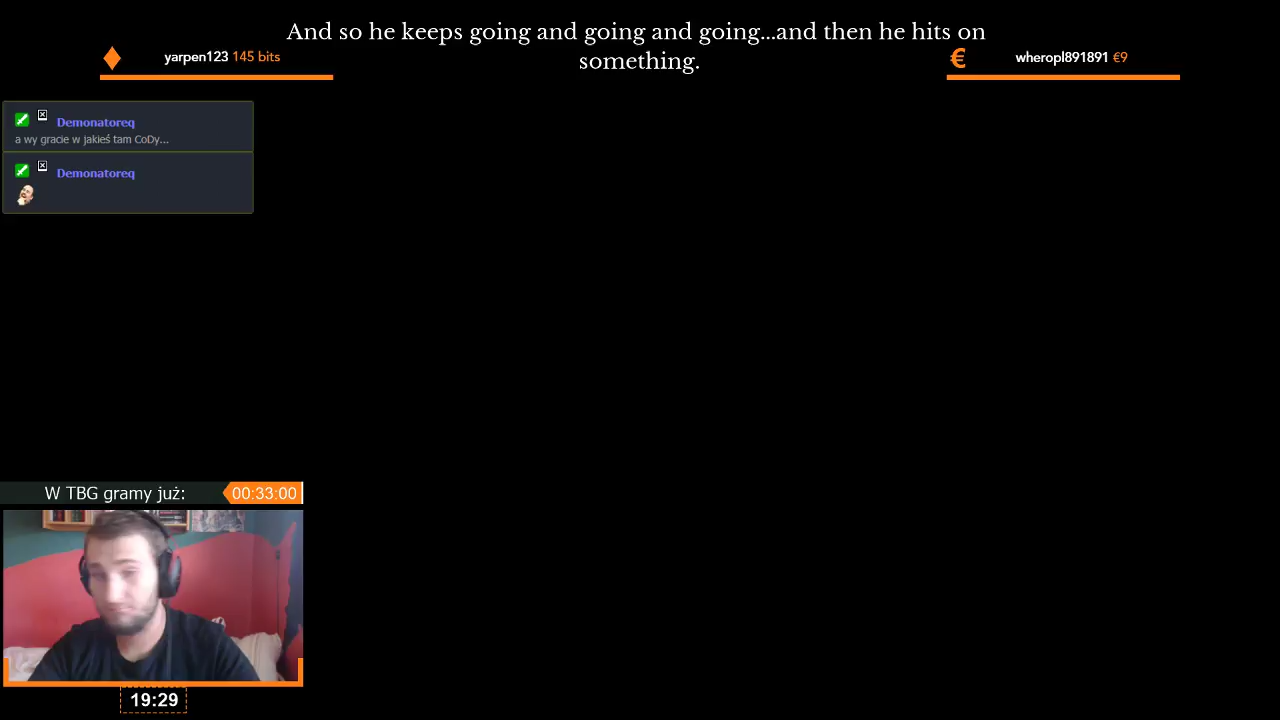 And so he keeps going and going and going...and then he hits on
something.
yarpen123 145 bits
€ wheropl891891 €9
Demonatoreq
a wy gracie w jakieś tam CoDy...
Demonatoreq
W TBG gramy już: 00:33:00
19:29